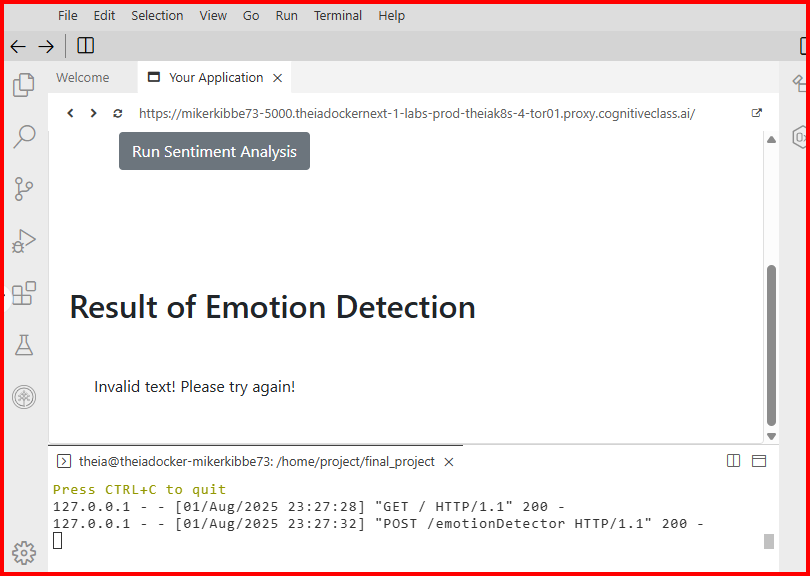 File Edit Selection View Go Run Terminal Help
Welcome Your Application
https://mikerkibbe73-5000.theiadockernext-1-labs-prod-theiak8s-4-tor01.proxy.cognitiveclass.ai/
Run Sentiment Analysis
Result of Emotion Detection
Invalid text! Please try again!
theia@theiadocker-mikerkibbe73: /home/project/final_project
Press CTRL+C to quit
127.0.0.1 - - [01/Aug/2025 23:27:28] "GET / HTTP/1.1" 200 -
127.0.0.1 - - [01/Aug/2025 23:27:32] "POST /emotionDetector HTTP/1.1" 200 -